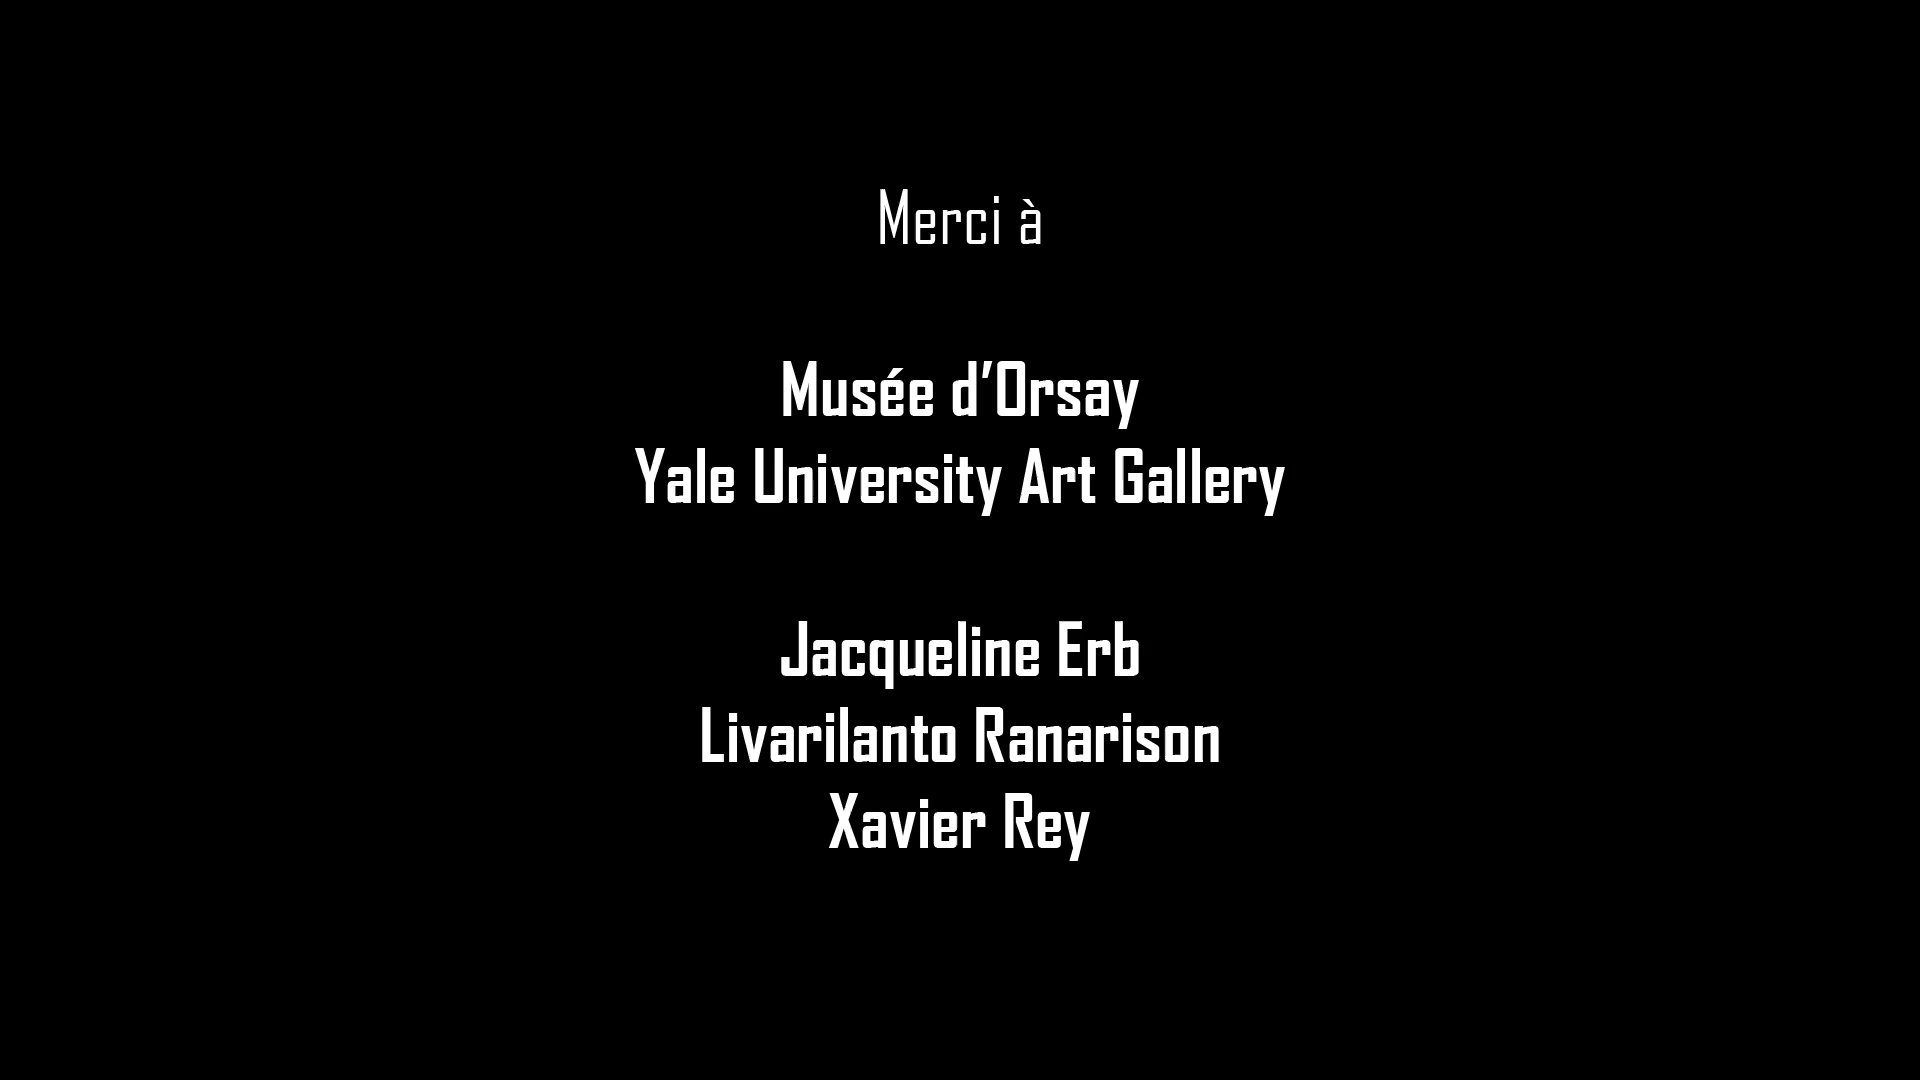 Merci à
Musée d’Orsay
Yale University Art Gallery
Jacqueline Erb
Livarilanto Ranarison
Xavier Rey